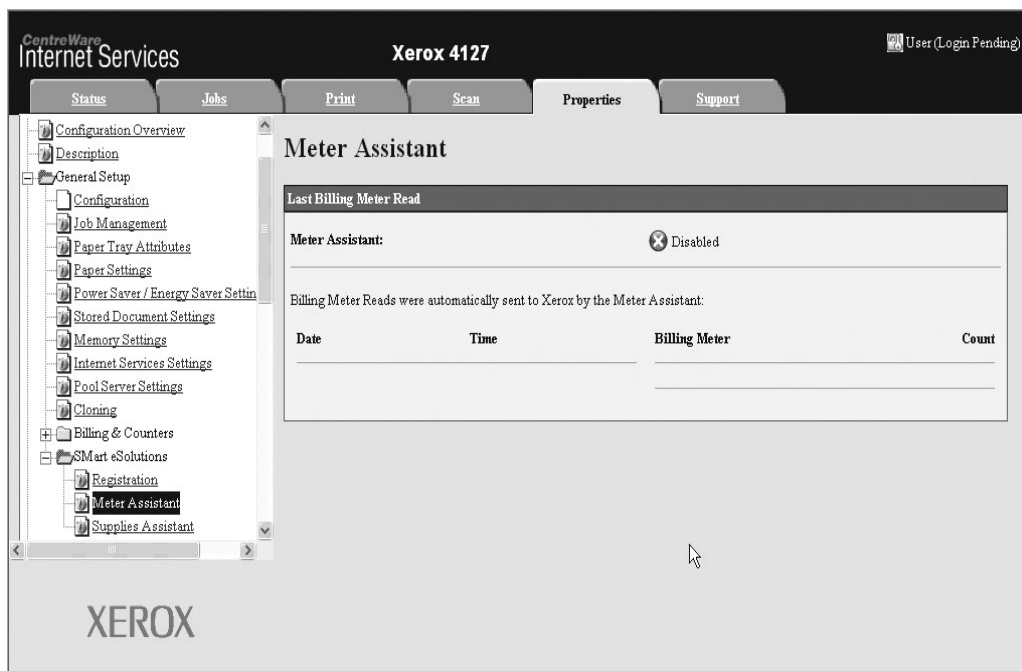 CentreWare
Internet Services
Xerox 4127
User (Login Pending)
Status
Jobs
Print
Scan
Properties
Support
Configuration Overview
Description
General Setup
Configuration
Job Management
Paper Tray Attributes
Paper Settings
Power Saver / Energy Saver Settin
Stored Document Settings
Memory Settings
Internet Services Settings
Pool Server Settings
Cloning
Billing & Counters
SMart eSolutions
Registration
Meter Assistant
Supplies Assistant
Meter Assistant
Last Billing Meter Read
Meter Assistant: Disabled
Billing Meter Reads were automatically sent to Xerox by the Meter Assistant:
Date Time Billing Meter Count
XEROX